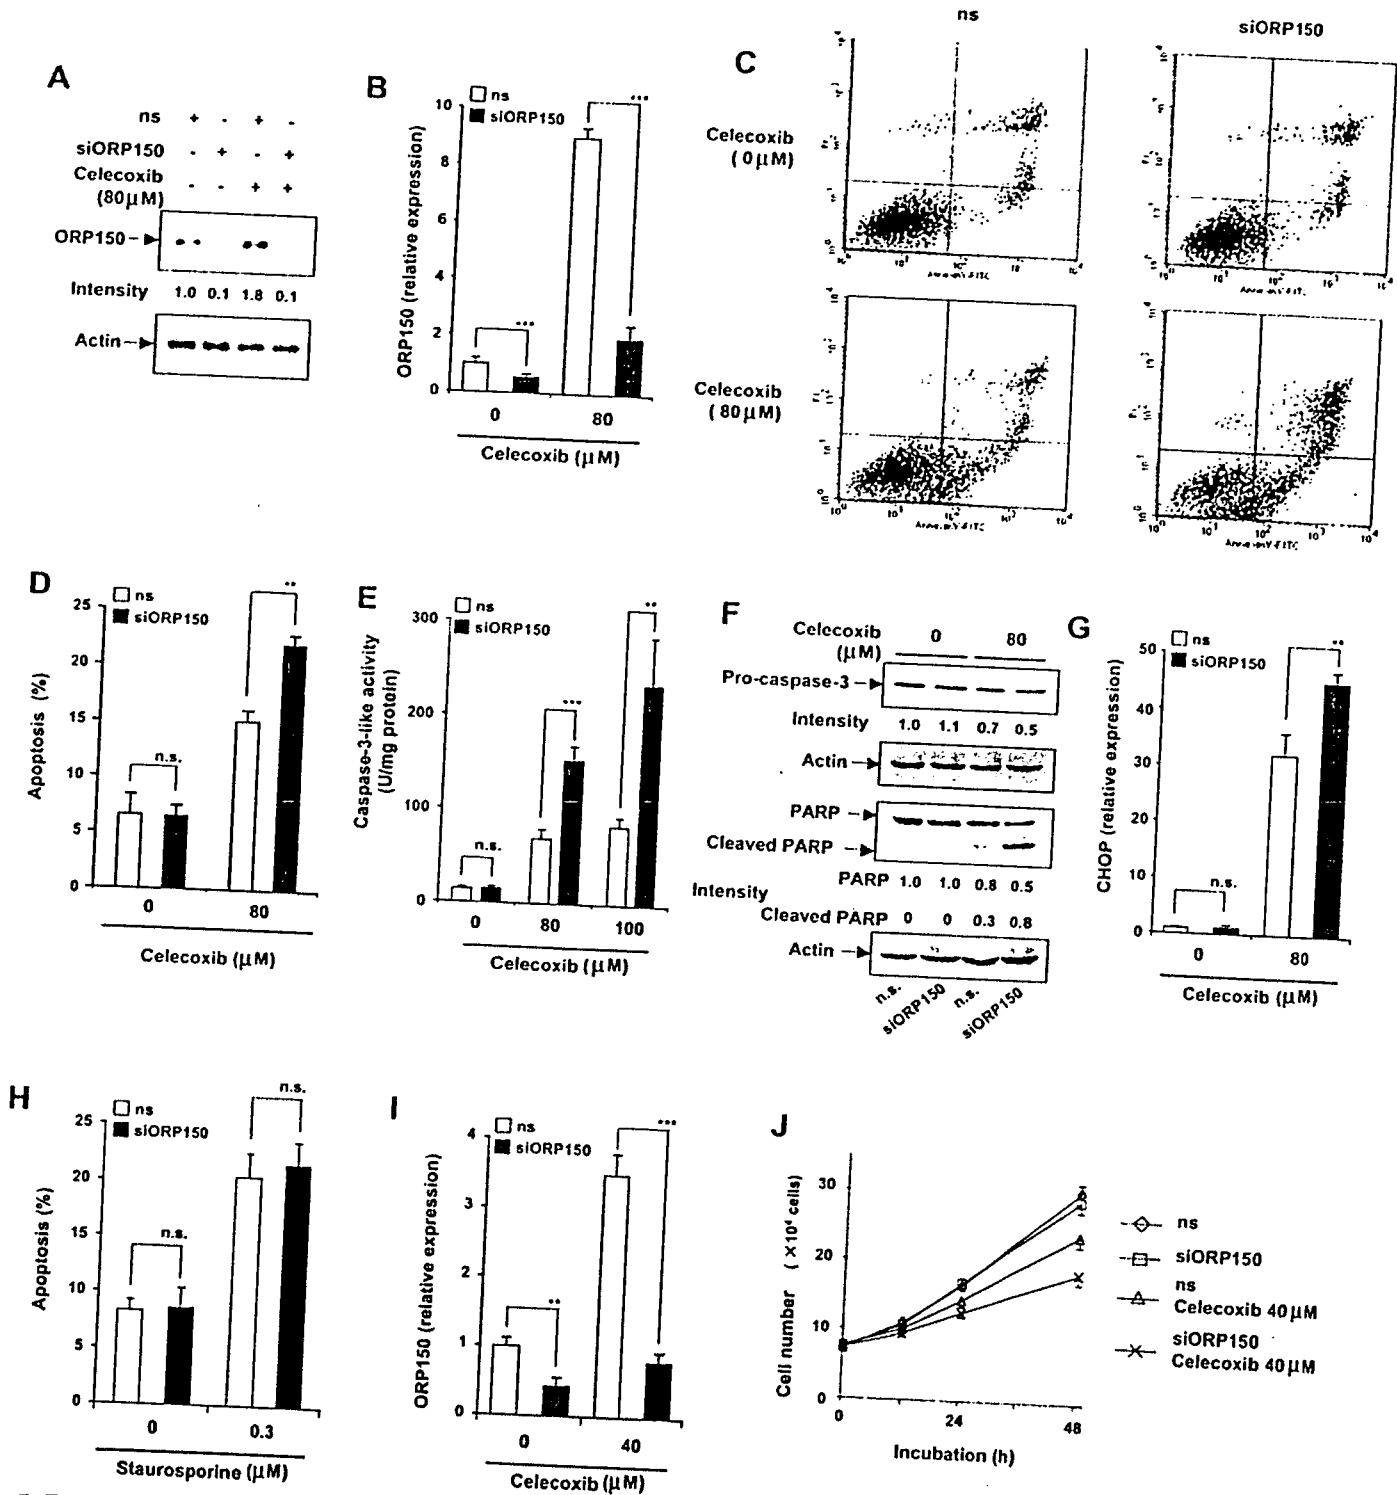 A
ns + - + -
siORP150 - + - +
Celecoxib
(80μM) - - + +
ORP150
Intensity 1.0 0.1 1.8 0.1
Actin
B
ns
siORP150
***
***
ORP150 (relative expression)
10
8
6
4
2
0
0 80
Celecoxib (μM)
C
ns
siORP150
Celecoxib
(0μM)
Celecoxib
(80μM)
D
ns
siORP150
**
n.s.
Apoptosis (%)
25
20
15
10
5
0
0 80
Celecoxib (μM)
E
ns
siORP150
**
***
n.s.
Caspase-3-like activity
(U/mg protein)
300
200
100
0
0 80 100
Celecoxib (μM)
F
Celecoxib
(μM) 0 80
Pro-caspase-3
Intensity 1.0 1.1 0.7 0.5
Actin
PARP
Cleaved PARP
Intensity
PARP 1.0 1.0 0.8 0.5
Cleaved PARP 0 0 0.3 0.8
Actin
n.s. siORP150 n.s. siORP150
G
ns
siORP150
**
n.s.
CHOP (relative expression)
50
40
30
20
10
0
0 80
Celecoxib (μM)
H
ns
siORP150
n.s.
n.s.
Apoptosis (%)
25
20
15
10
5
0
0 0.3
Staurosporine (μM)
I
ns
siORP150
***
**
ORP150 (relative expression)
4
3
2
1
0
0 40
Celecoxib (μM)
J
Cell number (×10⁴ cells)
30
20
10
0
0 24 48
Incubation (h)
ns
siORP150
ns
Celecoxib 40μM
siORP150
Celecoxib 40μM